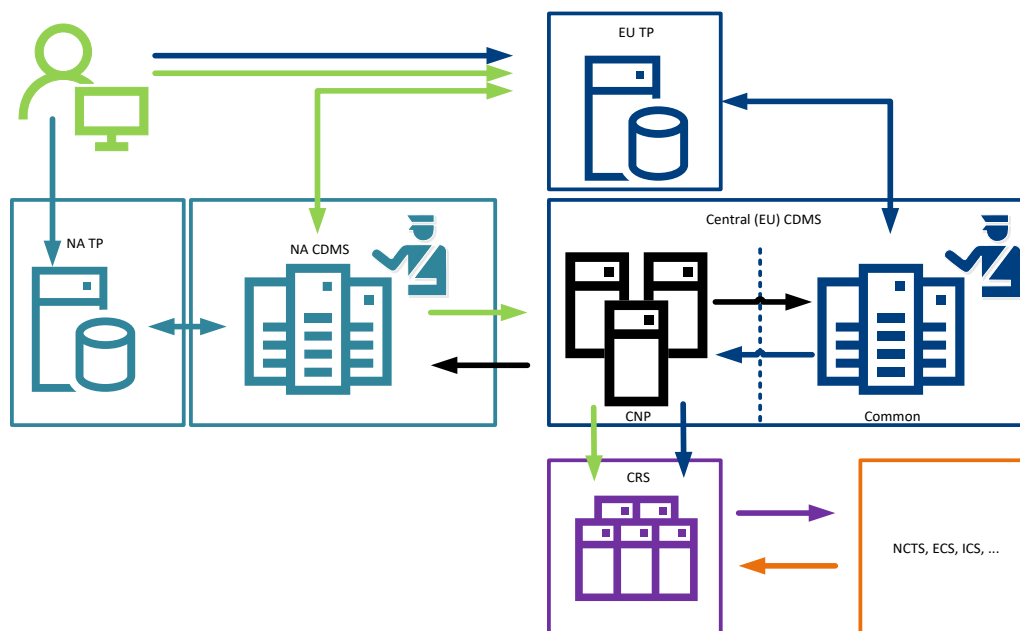 EU TP
Central (EU) CDMS
NA TP
NA CDMS
CNP
Common
CRS
NCTS, ECS, ICS, ...